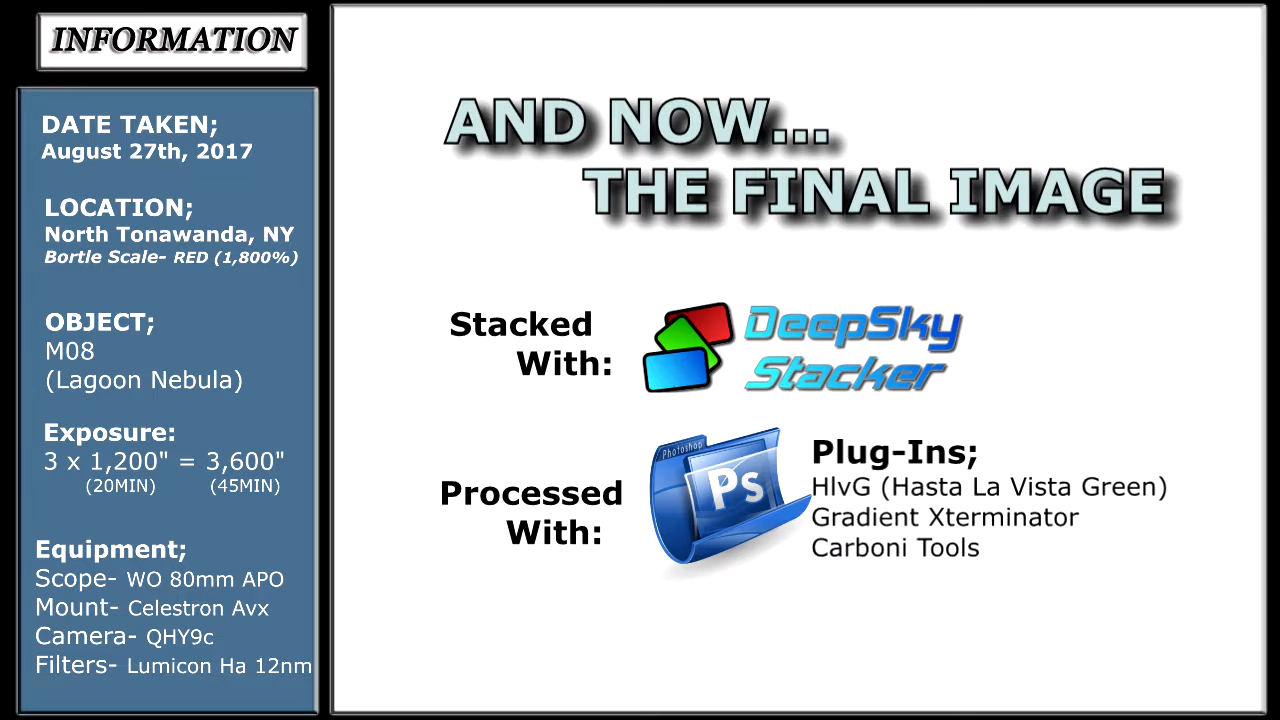 INFORMATION
DATE TAKEN;
August 27th, 2017
LOCATION;
North Tonawanda, NY
Bortle Scale- RED (1,800%)
OBJECT;
M08
(Lagoon Nebula)
Exposure:
3 x 1,200" = 3,600"
(20MIN) (45MIN)
Equipment;
Scope- WO 80mm APO
Mount- Celestron Avx
Camera- QHY9c
Filters- Lumicon Ha 12nm
AND NOW...
THE FINAL IMAGE
Stacked
With:
DeepSky
Stacker
Processed
With:
Photoshop
Ps
Plug-Ins;
HlvG (Hasta La Vista Green)
Gradient Xterminator
Carboni Tools